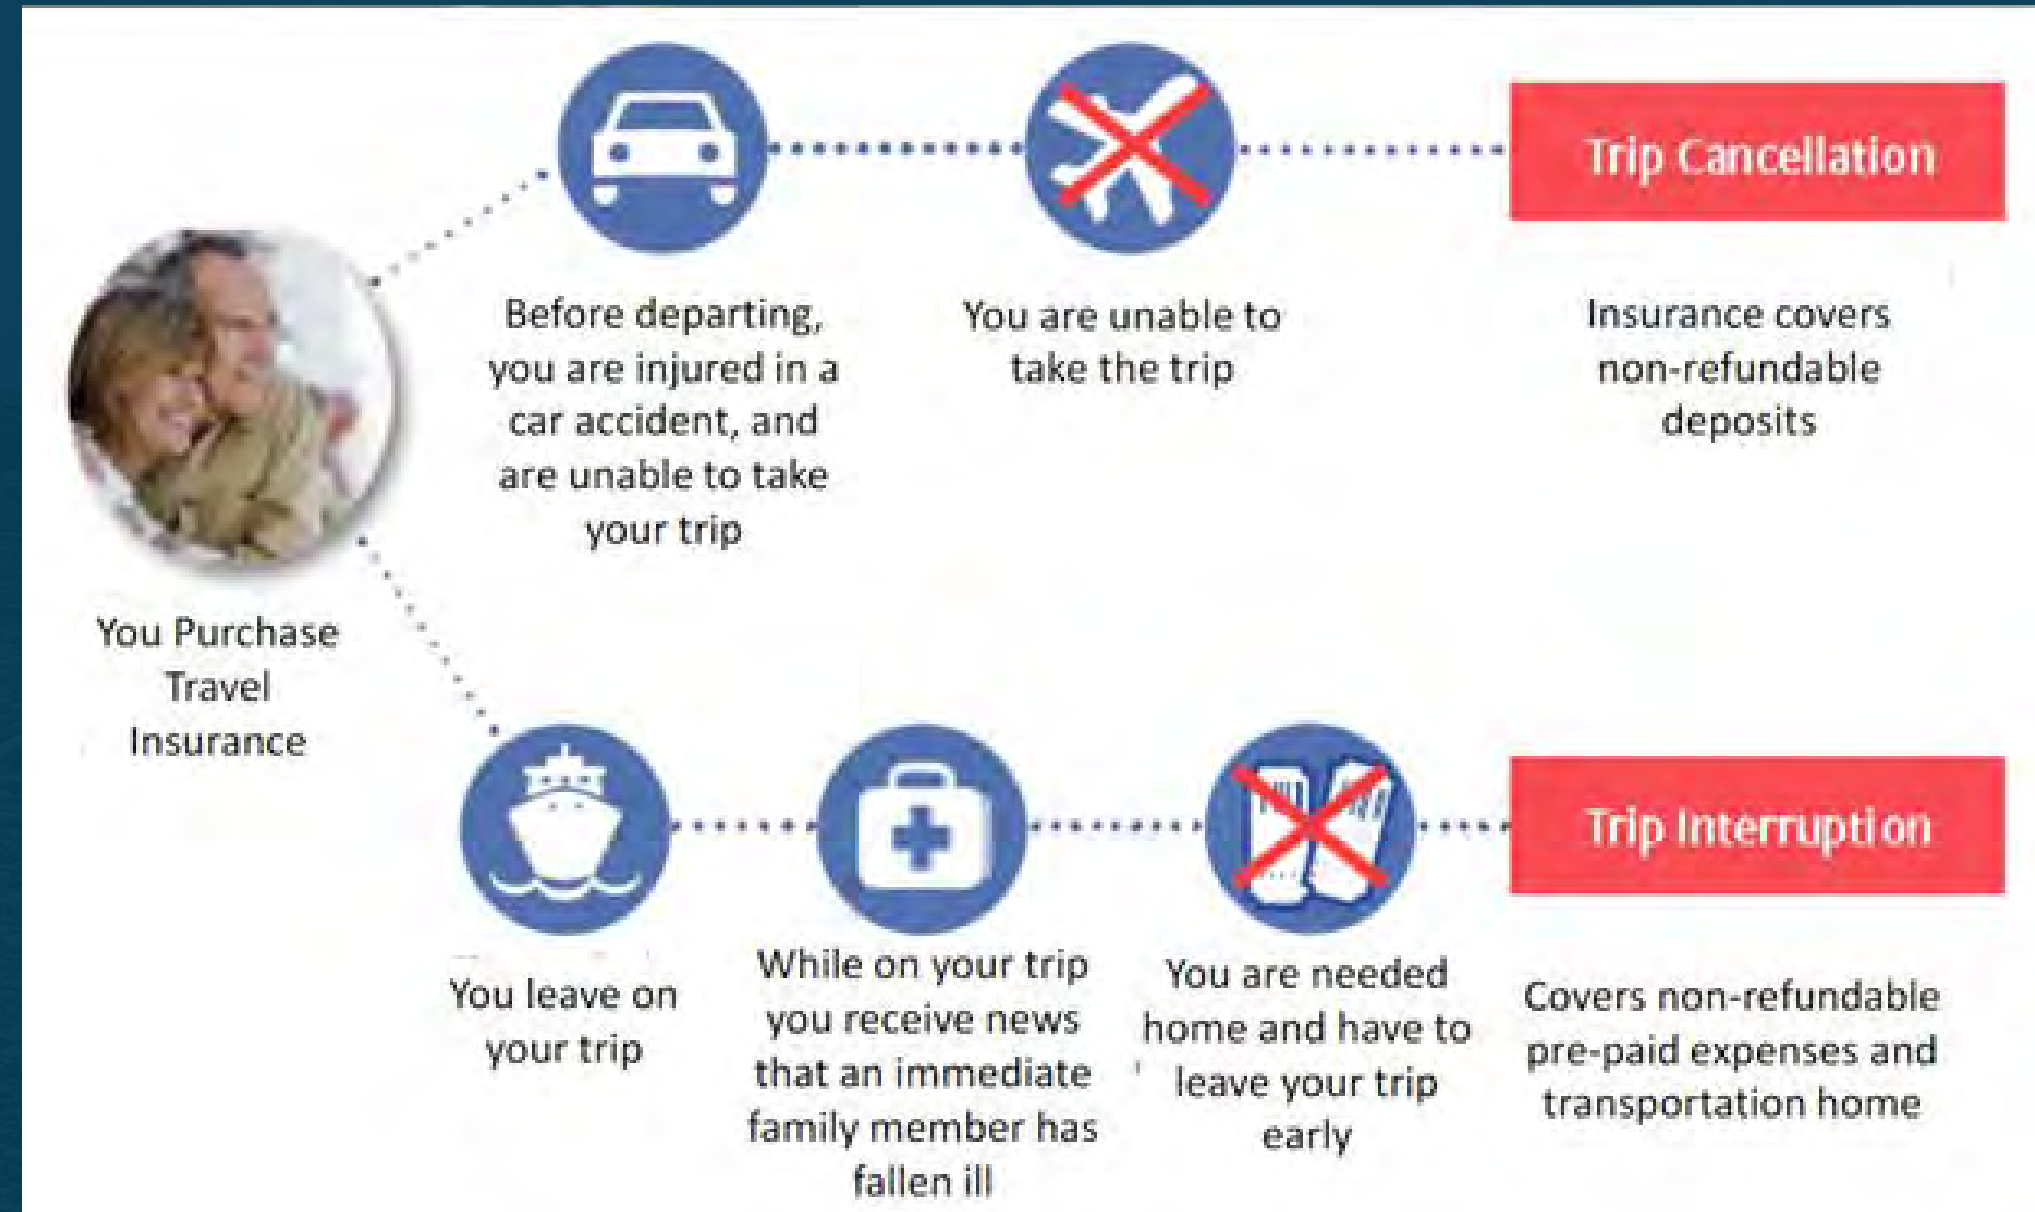 You Purchase
Travel
Insurance
Before departing,
you are injured in a
car accident, and
are unable to take
your trip
You are unable to
take the trip
Trip Cancellation
Insurance covers
non-refundable
deposits
You leave on
your trip
While on your trip
you receive news
that an immediate
family member has
fallen ill
You are needed
home and have to
leave your trip
early
Trip Interruption
Covers non-refundable
pre-paid expenses and
transportation home